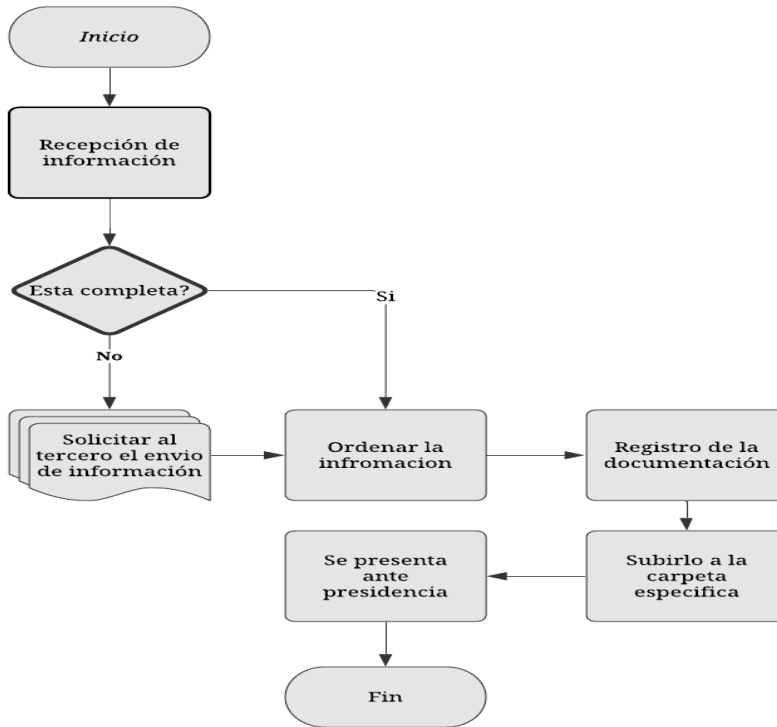 Inicio
Recepción de
información
Esta completa?
Si
No
Solicitar al
tercero el envio
de información
Ordenar la
infromacion
Registro de la
documentación
Se presenta
ante
presidencia
Subirlo a la
carpeta
especifica
Fin